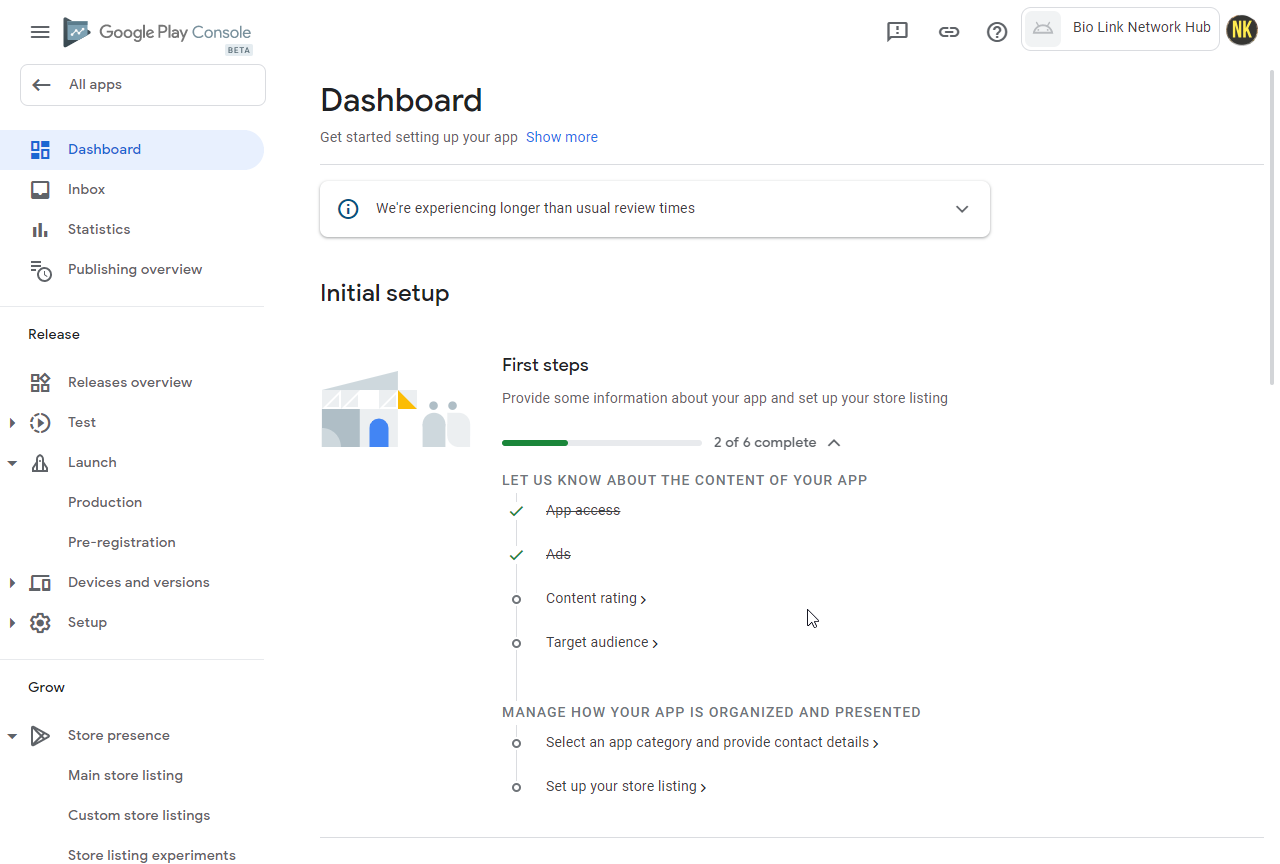 Google Play Console
BETA
Bio Link Network Hub
NK
All apps
Dashboard
Inbox
Statistics
Publishing overview
Release
Releases overview
Test
Launch
Production
Pre-registration
Devices and versions
Setup
Grow
Store presence
Main store listing
Custom store listings
Store listing experiments
Dashboard
Get started setting up your app Show more
We're experiencing longer than usual review times
Initial setup
First steps
Provide some information about your app and set up your store listing
2 of 6 complete
LET US KNOW ABOUT THE CONTENT OF YOUR APP
App access
Ads
Content rating
Target audience
MANAGE HOW YOUR APP IS ORGANIZED AND PRESENTED
Select an app category and provide contact details
Set up your store listing